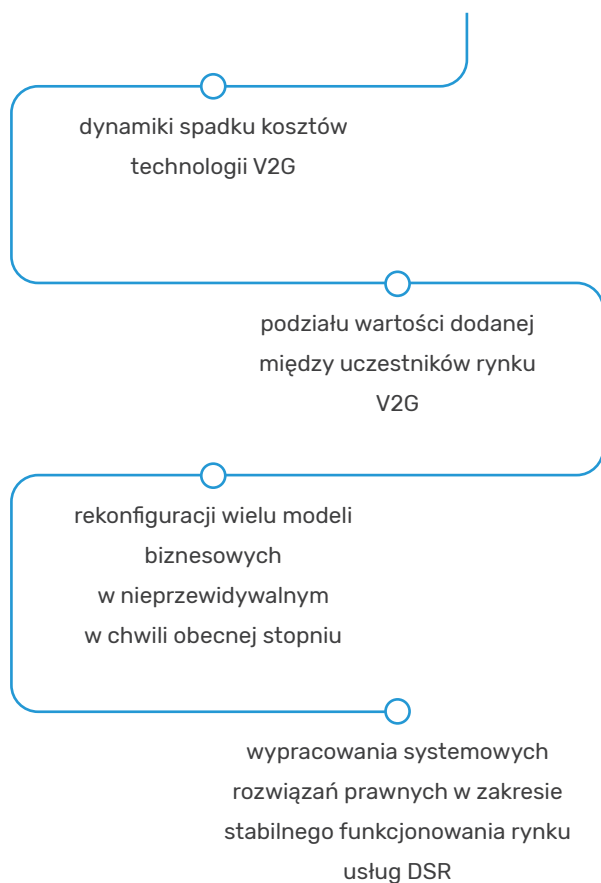 dynamiki spadku kosztów
technologii V2G
podziału wartości dodanej
między uczestników rynku
V2G
rekonfiguracji wielu modeli
biznesowych
w nieprzewidywalnym
w chwili obecnej stopniu
wypracowania systemowych
rozwiązań prawnych w zakresie
stabilnego funkcjonowania rynku
usług DSR